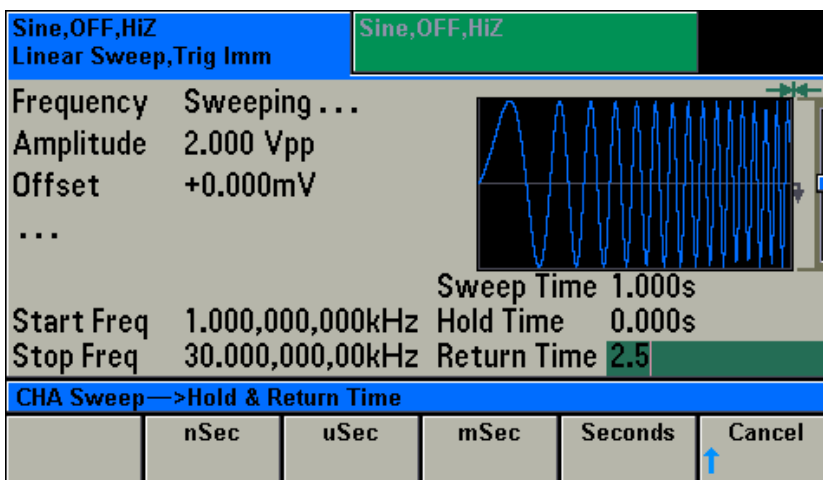 Sine,OFF,HiZ
Linear Sweep,Trig Imm
Sine,OFF,HiZ
Frequency Sweeping . . .
Amplitude 2.000 Vpp
Offset +0.000mV
. . .
Sweep Time 1.000s
Start Freq 1.000,000,000kHz Hold Time 0.000s
Stop Freq 30.000,000,00kHz Return Time 2.5
CHA Sweep—>Hold & Return Time
nSec uSec mSec Seconds Cancel